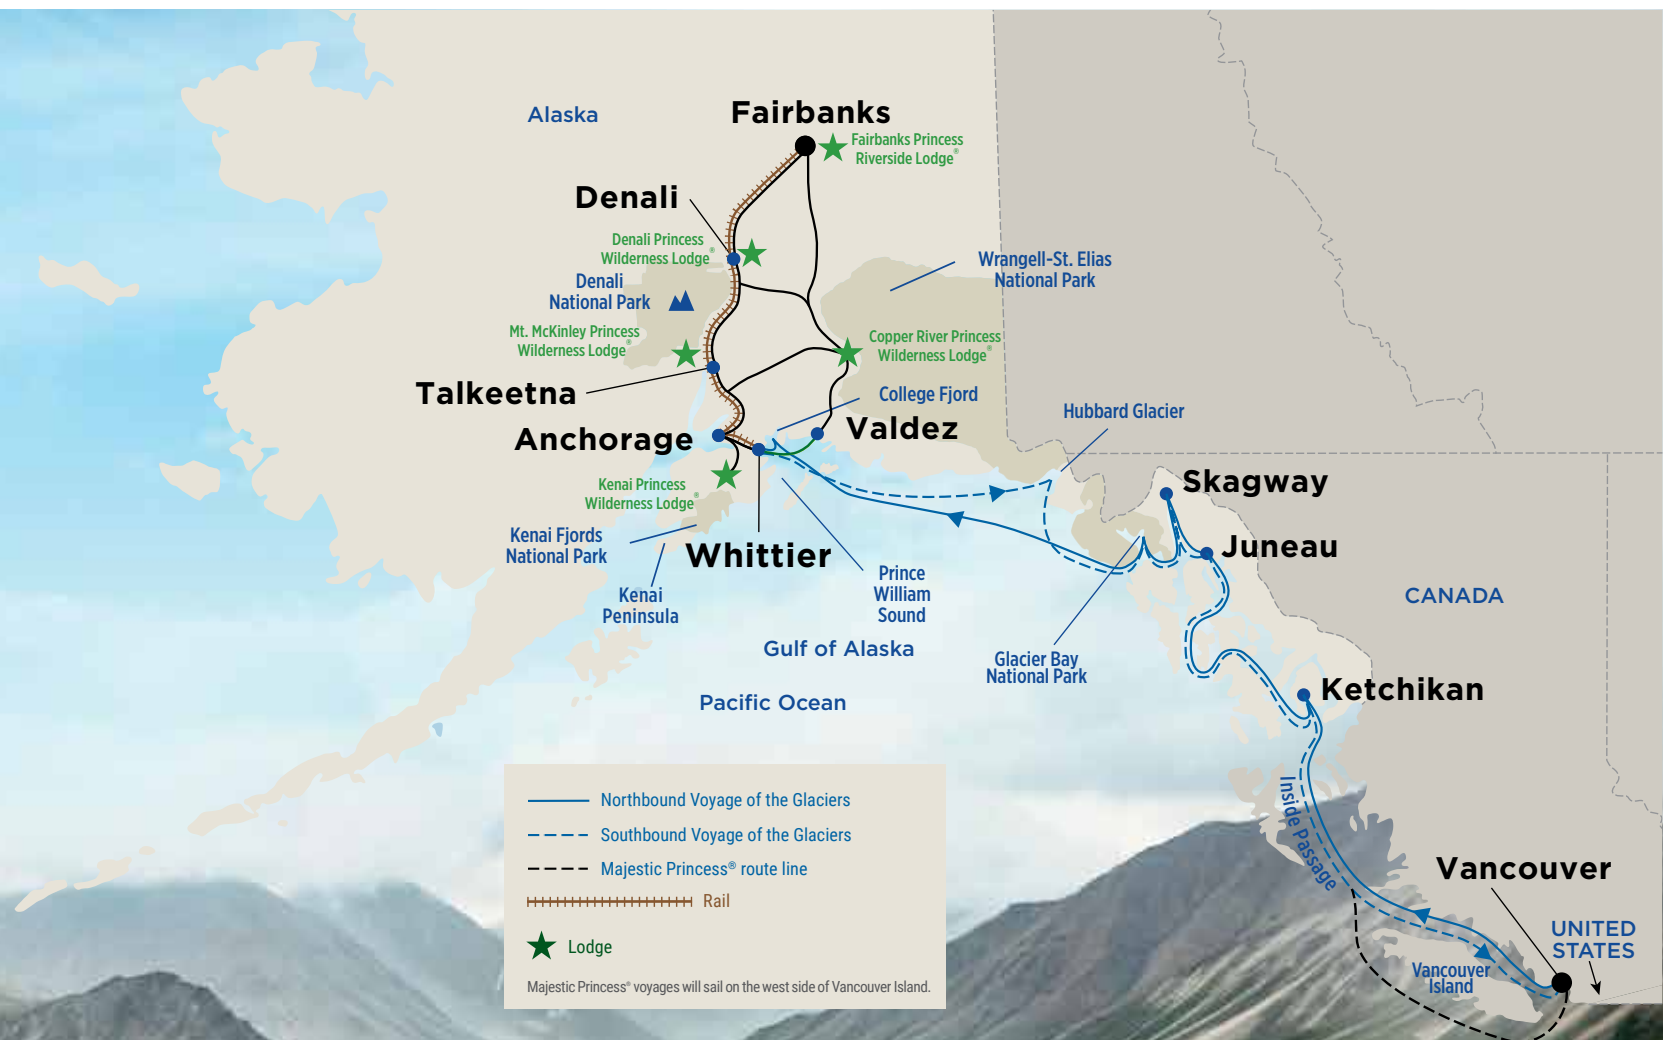 Alaska
Fairbanks
Fairbanks Princess
Riverside Lodge®
Denali
Denali Princess
Wilderness Lodge®
Denali
National Park
Wrangell-St. Elias
National Park
Mt. McKinley Princess
Wilderness Lodge®
Copper River Princess
Wilderness Lodge®
Talkeetna
College Fjord
Hubbard Glacier
Anchorage
Valdez
Kenai Princess
Wilderness Lodge®
Skagway
Kenai Fjords
National Park
Whittier
Juneau
Kenai
Peninsula
Prince
William
Sound
CANADA
Gulf of Alaska
Glacier Bay
National Park
Pacific Ocean
Ketchikan
Inside Passage
Northbound Voyage of the Glaciers
Southbound Voyage of the Glaciers
Majestic Princess® route line
Rail
Lodge
Majestic Princess® voyages will sail on the west side of Vancouver Island.
Vancouver
UNITED
STATES
Vancouver
Island